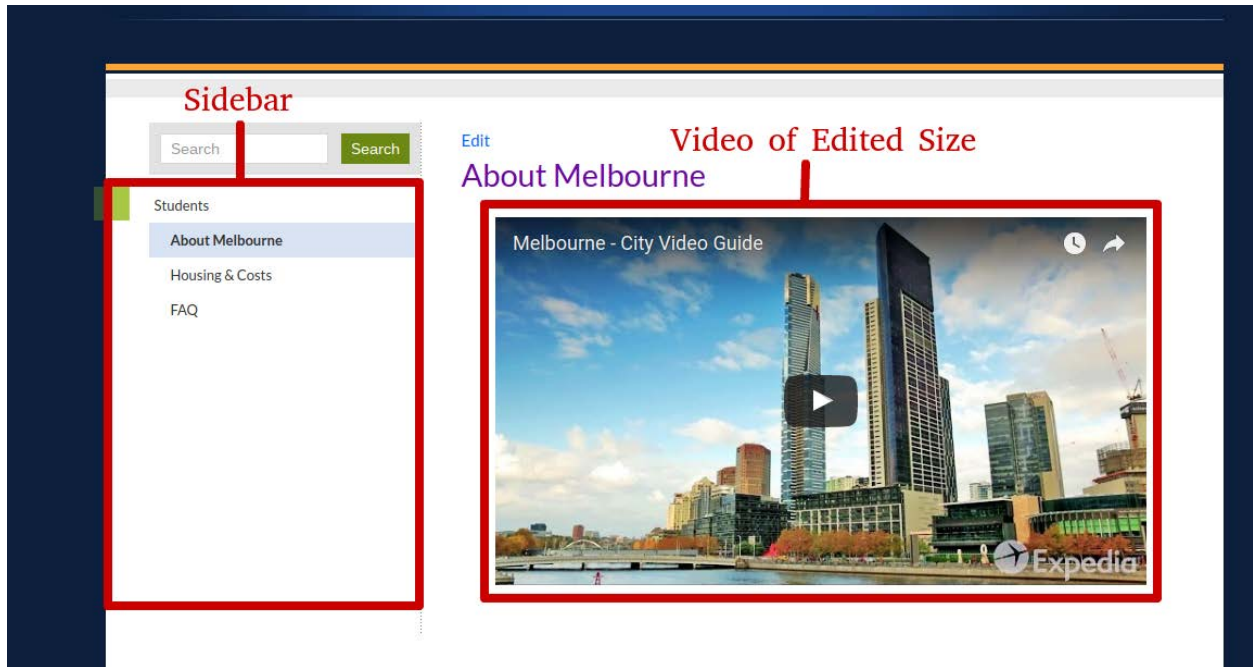 Sidebar
Search
Search
Edit
Video of Edited Size
About Melbourne
Students
About Melbourne
Housing & Costs
FAQ
Melbourne - City Video Guide
Expedia